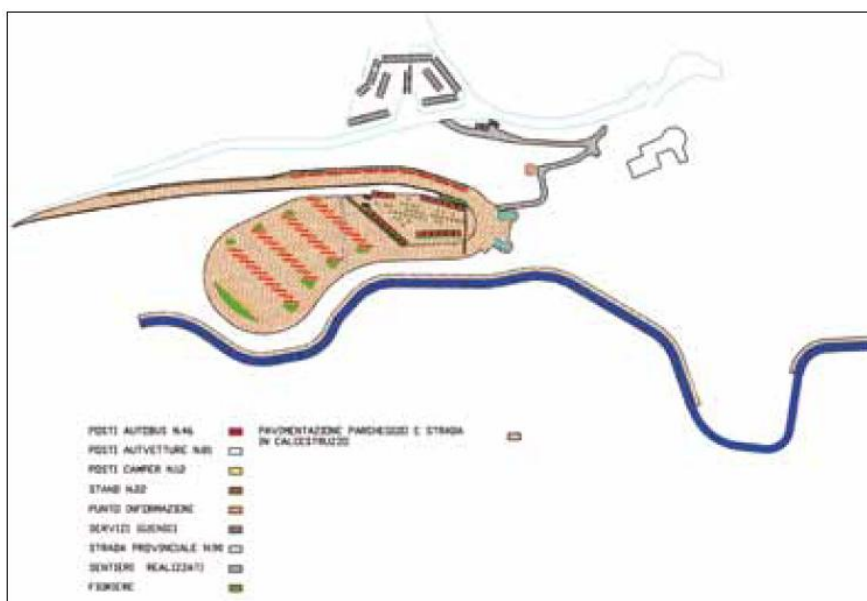 POSTI AUTOBUS N.46
POSTI AUTVETTURE N.85
POSTI CAMPER N.12
STAND N.22
PUNTO INFORMAZIONI
SERVIZI IGIENICI
STRADA PROVINCIALE N.90
SENTIERI REALIZZATI
FIORIERE
PAVIMENTAZIONE PARCHEGGIO E STRADA
IN CALCESTRUZZO